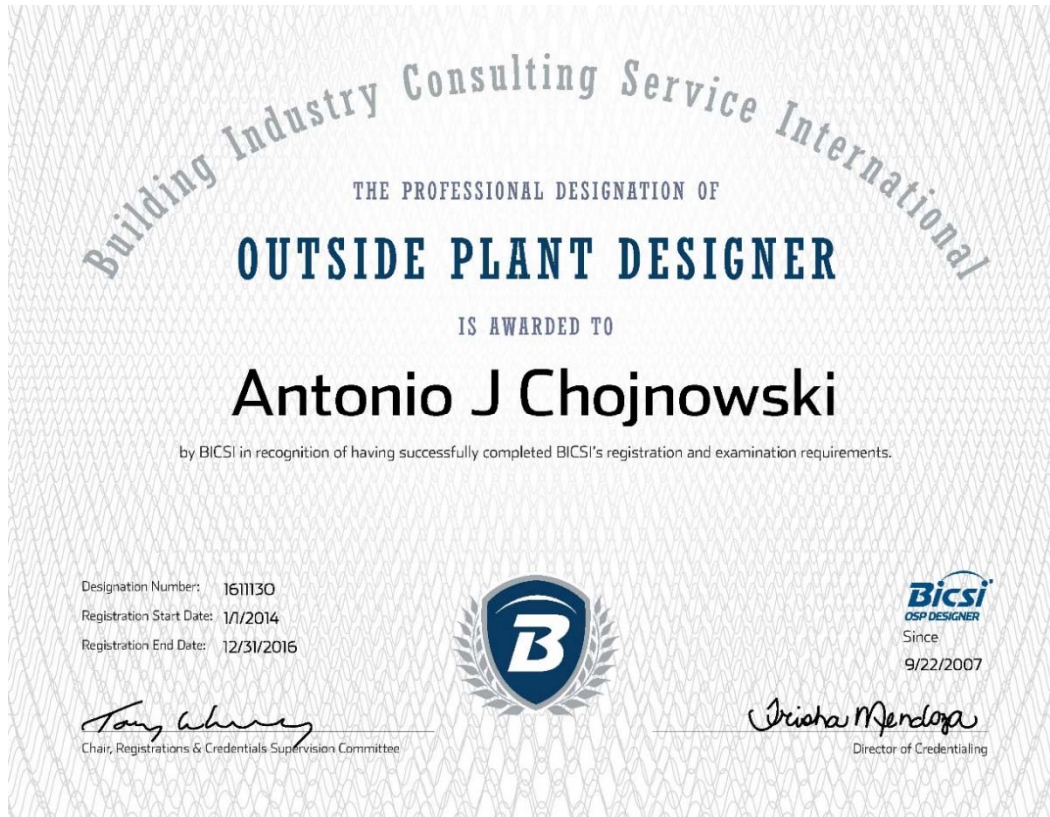 Building Industry Consulting Service International
THE PROFESSIONAL DESIGNATION OF
OUTSIDE PLANT DESIGNER
IS AWARDED TO
Antonio J Chojnowski
by BICSI in recognition of having successfully completed BICSI's registration and examination requirements.
Designation Number: 161113O
Registration Start Date: 1/1/2014
Registration End Date: 12/31/2016
B
Bicsi
OSP DESIGNER
Since
9/22/2007
Chair, Registrations & Credentials Supervision Committee
Trisha Mendoza
Director of Credentialing